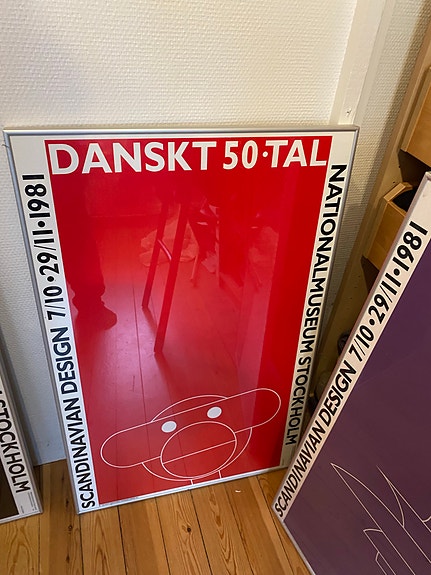 DANSKT 50•TAL
SCANDINAVIAN DESIGN 7/10•29/11•1981
NATIONALMUSEUM STOCKHOLM
SCANDINAVIAN DESIGN 7/10•29/11•1981
STOCKHOLM